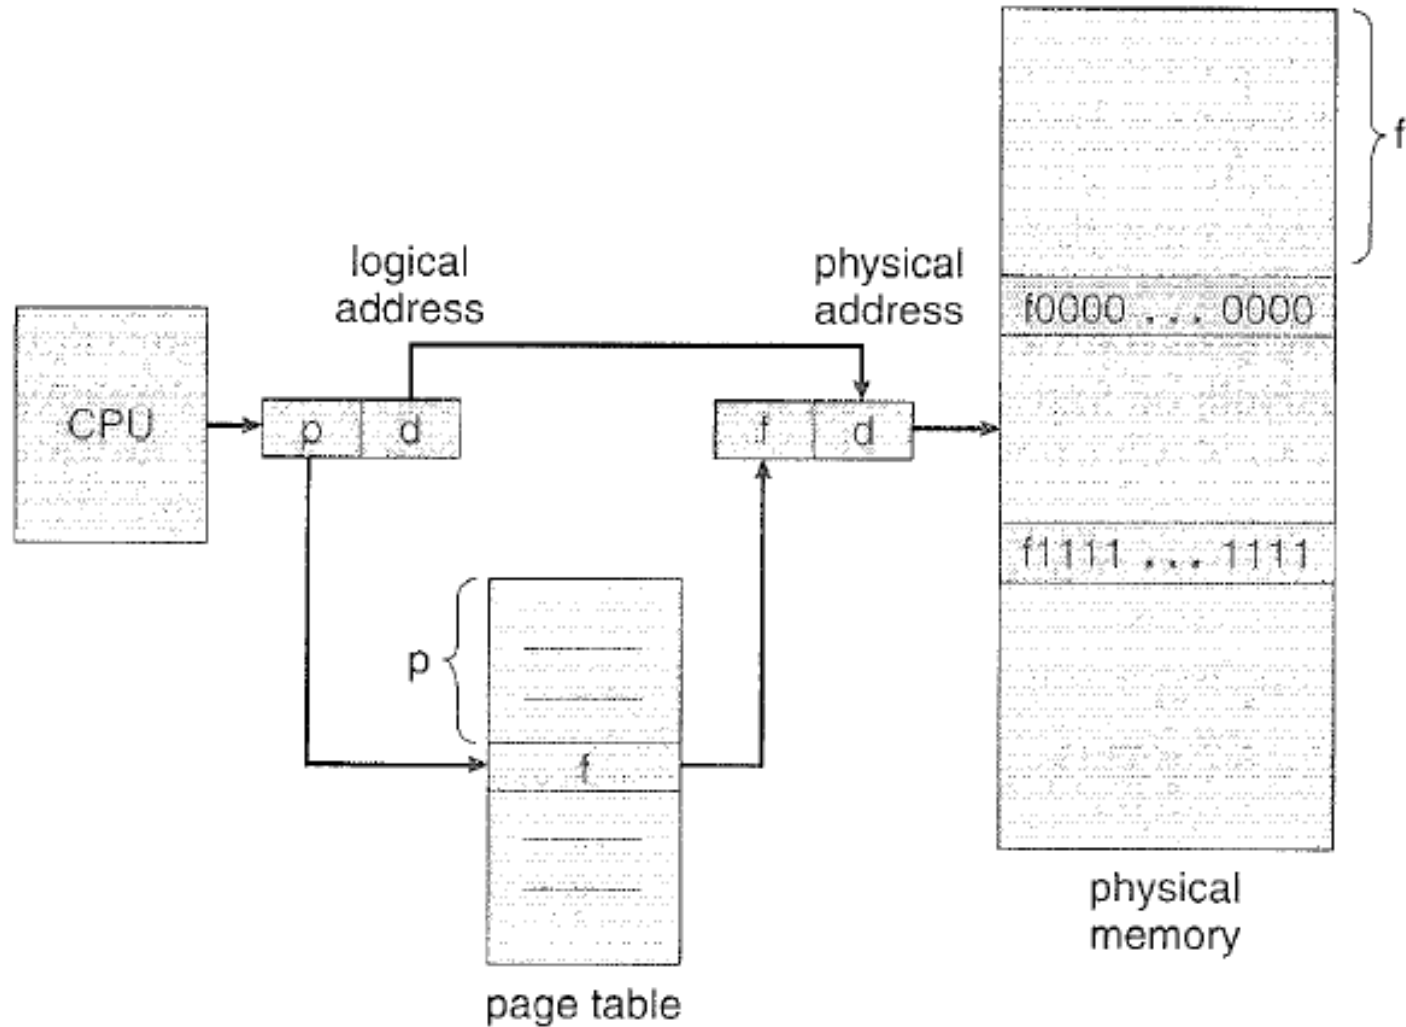 f
logical
address
physical
address
f0000 ... 0000
CPU
p
d
f
d
f1111 ... 1111
p
f
physical
memory
page table